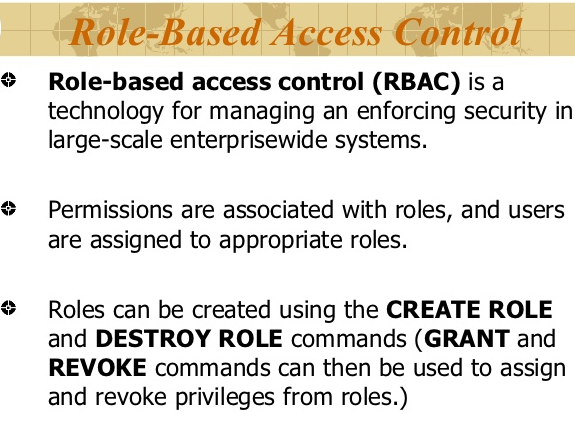 Role-Based Access Control
Role-based access control (RBAC) is a
technology for managing an enforcing security in
large-scale enterprisewide systems.
Permissions are associated with roles, and users
are assigned to appropriate roles.
Roles can be created using the CREATE ROLE
and DESTROY ROLE commands (GRANT and
REVOKE commands can then be used to assign
and revoke privileges from roles.)